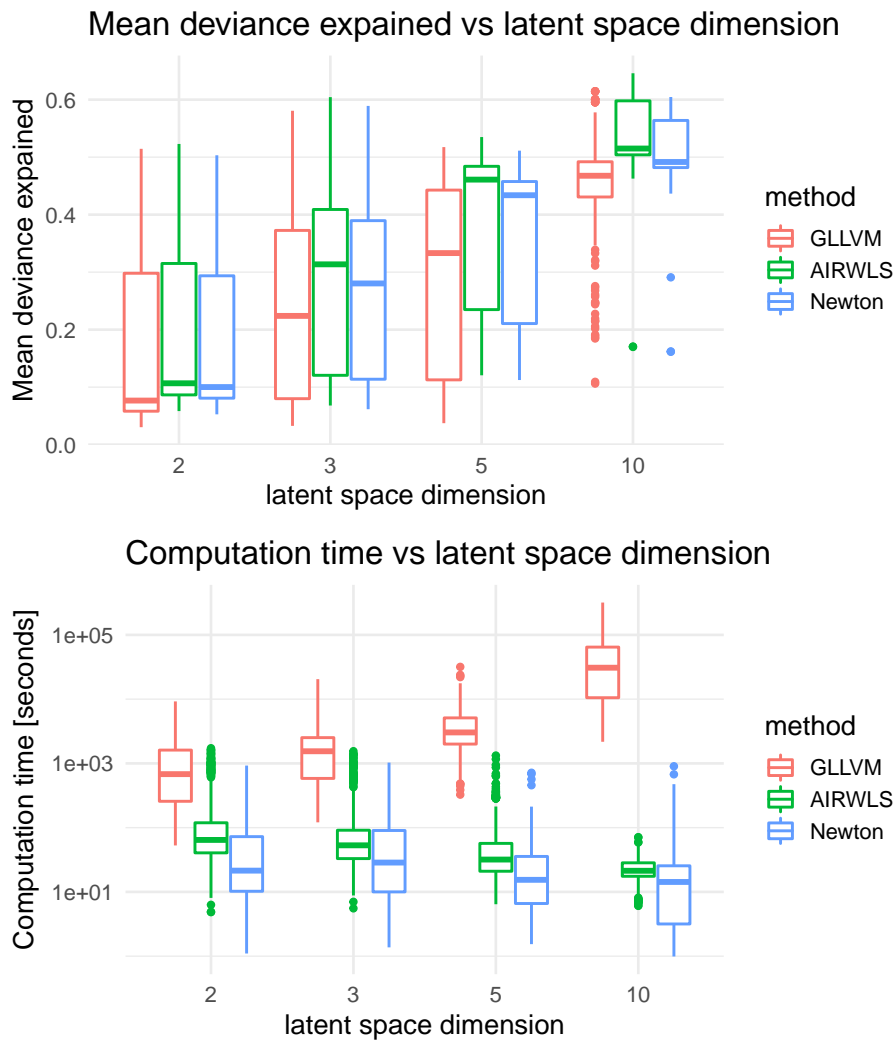 Mean deviance expained vs latent space dimension
Mean deviance expained
0.6
0.4
0.2
0.0
2
3
5
10
latent space dimension
method
GLLVM
AIRWLS
Newton
Computation time vs latent space dimension
Computation time [seconds]
1e+05
1e+03
1e+01
2
3
5
10
latent space dimension
method
GLLVM
AIRWLS
Newton